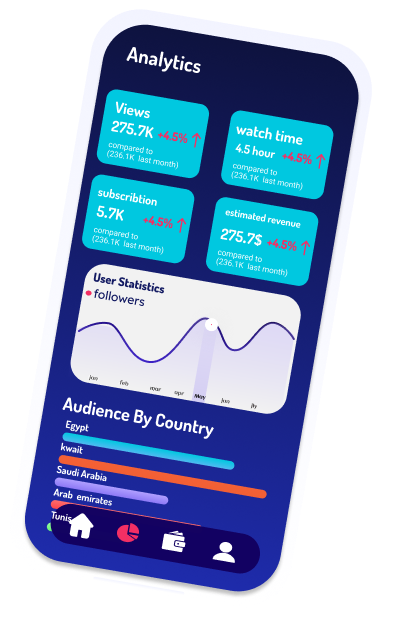 Analytics
Views
275.7K +4.5% ↑
compared to
(236.1K last month)
watch time
4.5 hour +4.5% ↑
compared to
(236.1K last month)
subscribtion
5.7K +4.5% ↑
compared to
(236.1K last month)
estimated revenue
275.7$ +4.5% ↑
compared to
(236.1K last month)
User Statistics
followers
jan feb mar apr may jun jly
Audience By Country
Egypt
kwait
Saudi Arabia
Arab emirates
Tunis